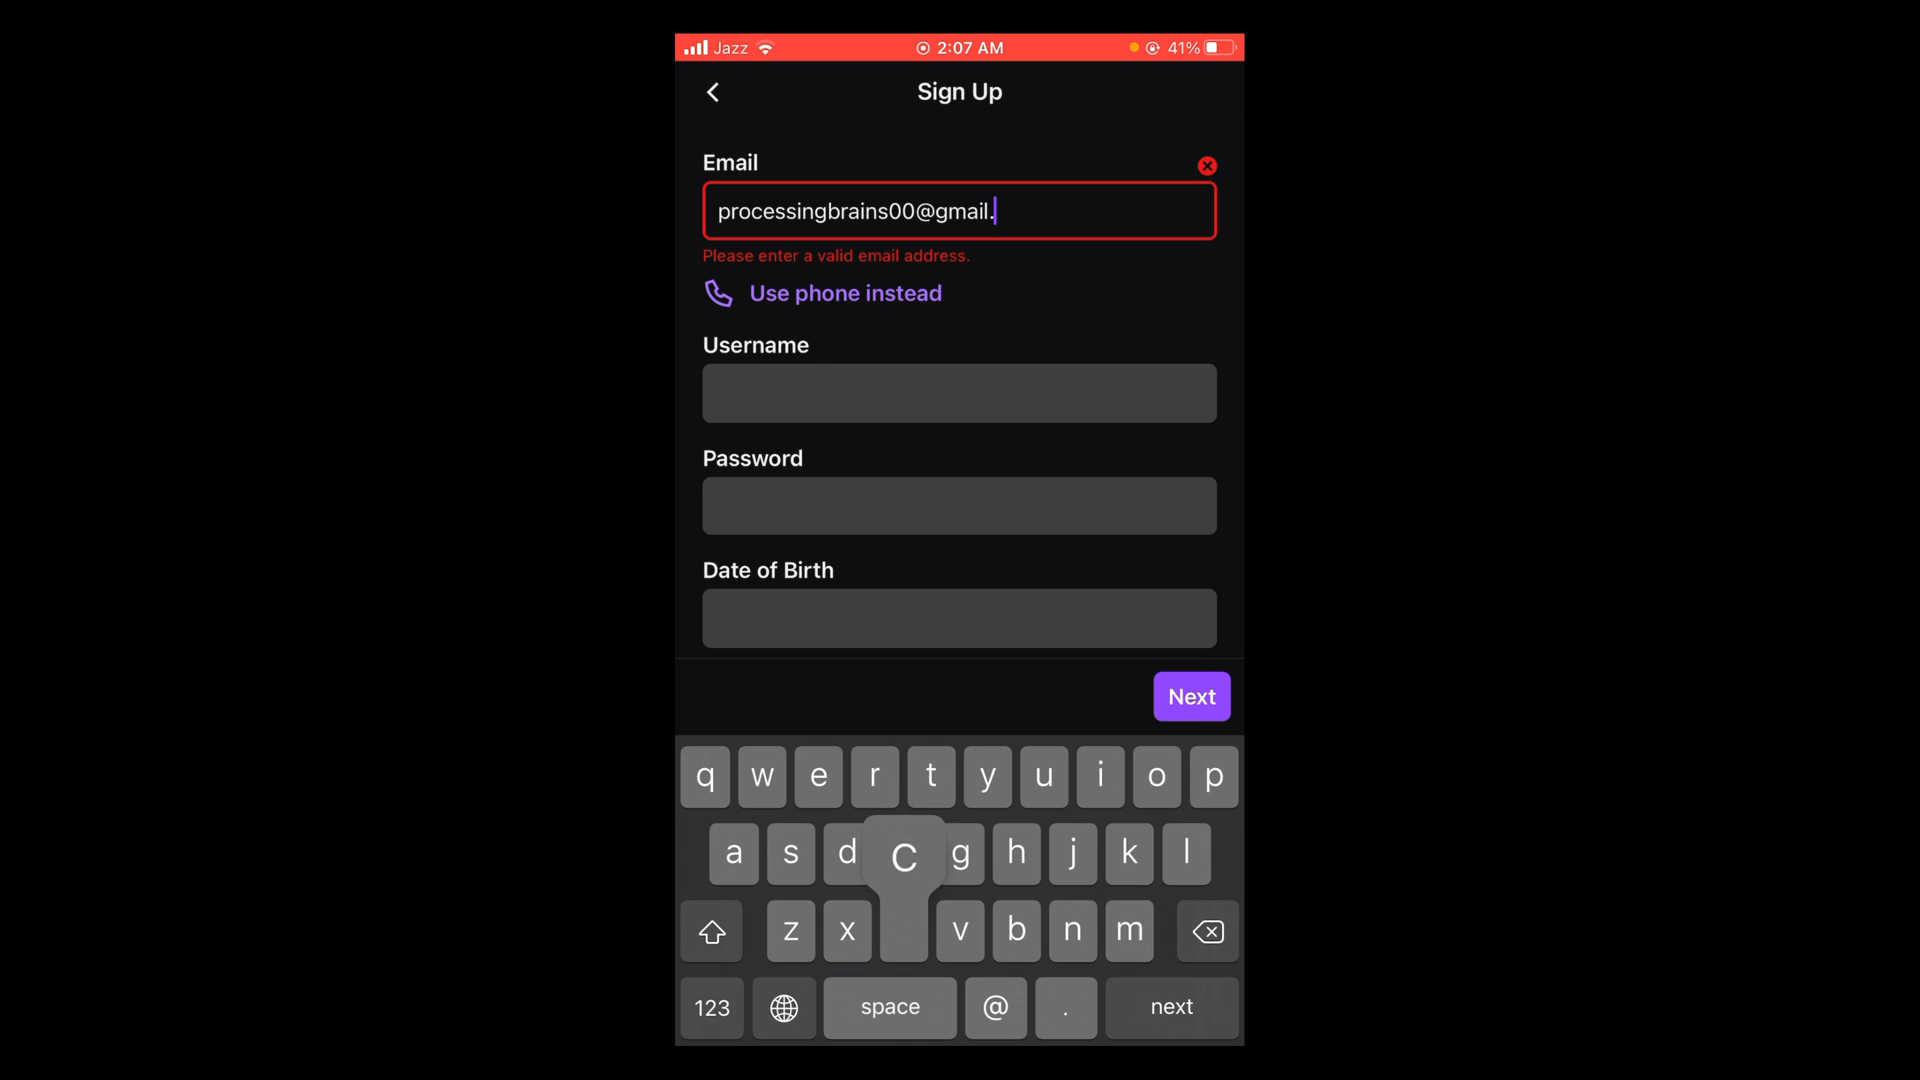 Jazz 2:07 AM 41%
Sign Up
Email
processingbrains00@gmail.
Please enter a valid email address.
Use phone instead
Username
Password
Date of Birth
Next
q w e r t y u i o p
a s d c g h j k l
z x v b n m
123 space @ . next